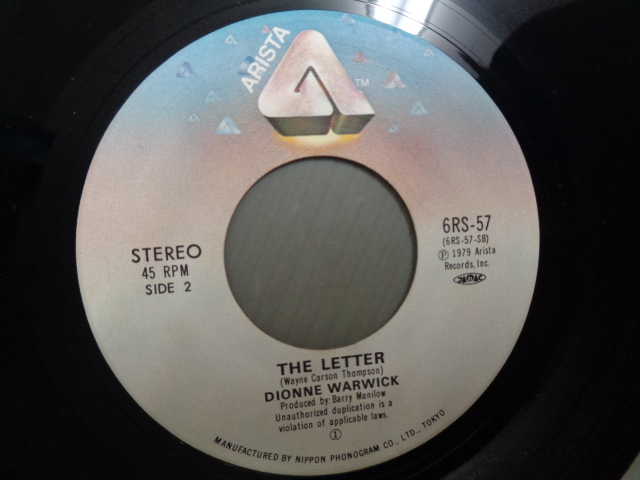 ARISTA
TM
STEREO
45 RPM
SIDE 2
6RS-57
(6RS-57-SB)
Ⓟ 1979 Arista
Records, Inc.
THE LETTER
(Wayne Carson Thompson)
DIONNE WARWICK
Produced by: Barry Manilow
Unauthorized duplication is a
violation of applicable laws.
Ⓘ
MANUFACTURED BY NIPPON PHONOGRAM CO., LTD., TOKYO